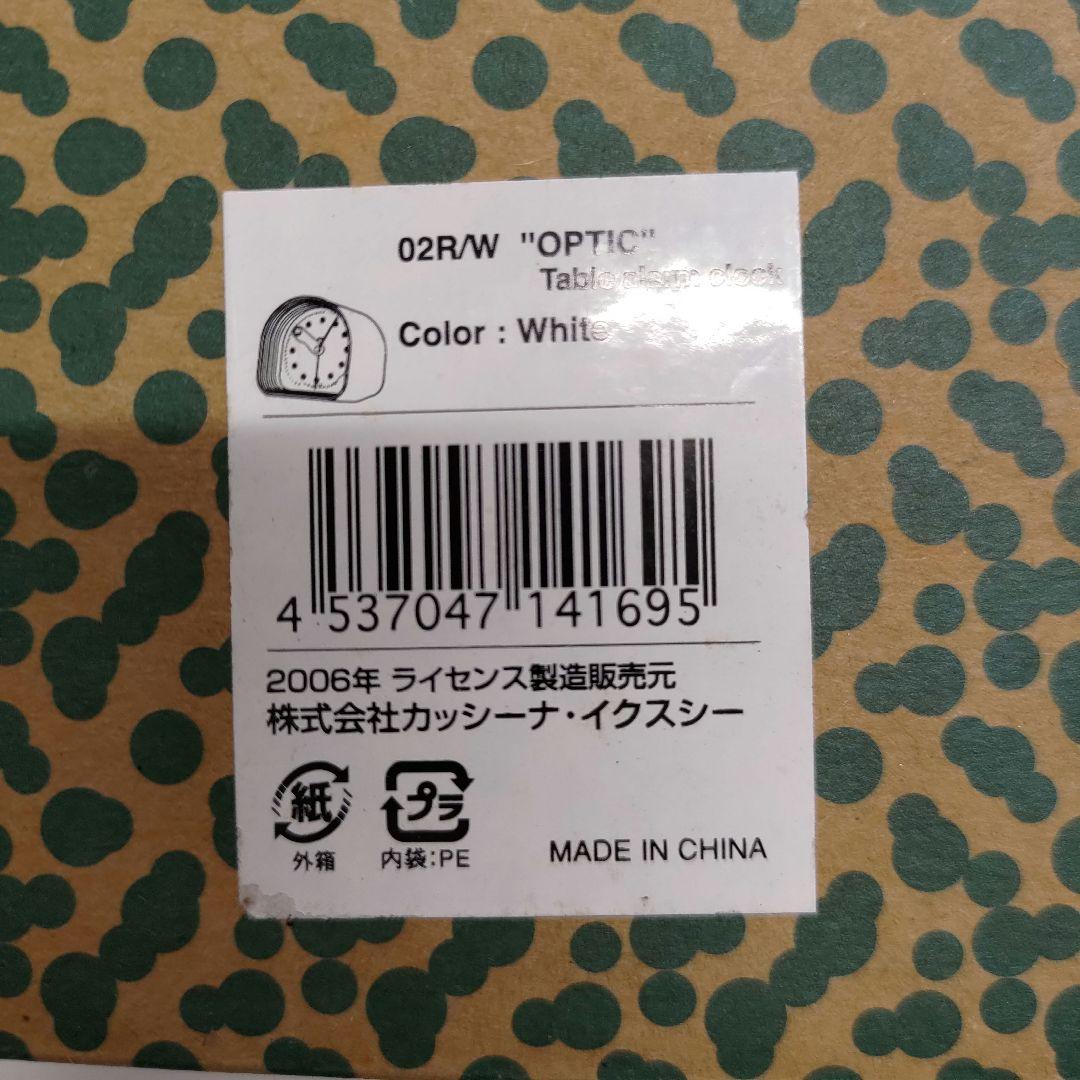 02R/W "OPTIC"
Table alarm clock
Color : White
4 537047 141695
2006年 ライセンス製造販売元
株式会社カッシーナ・イクスシー
紙
プラ
外箱
内袋:PE
MADE IN CHINA